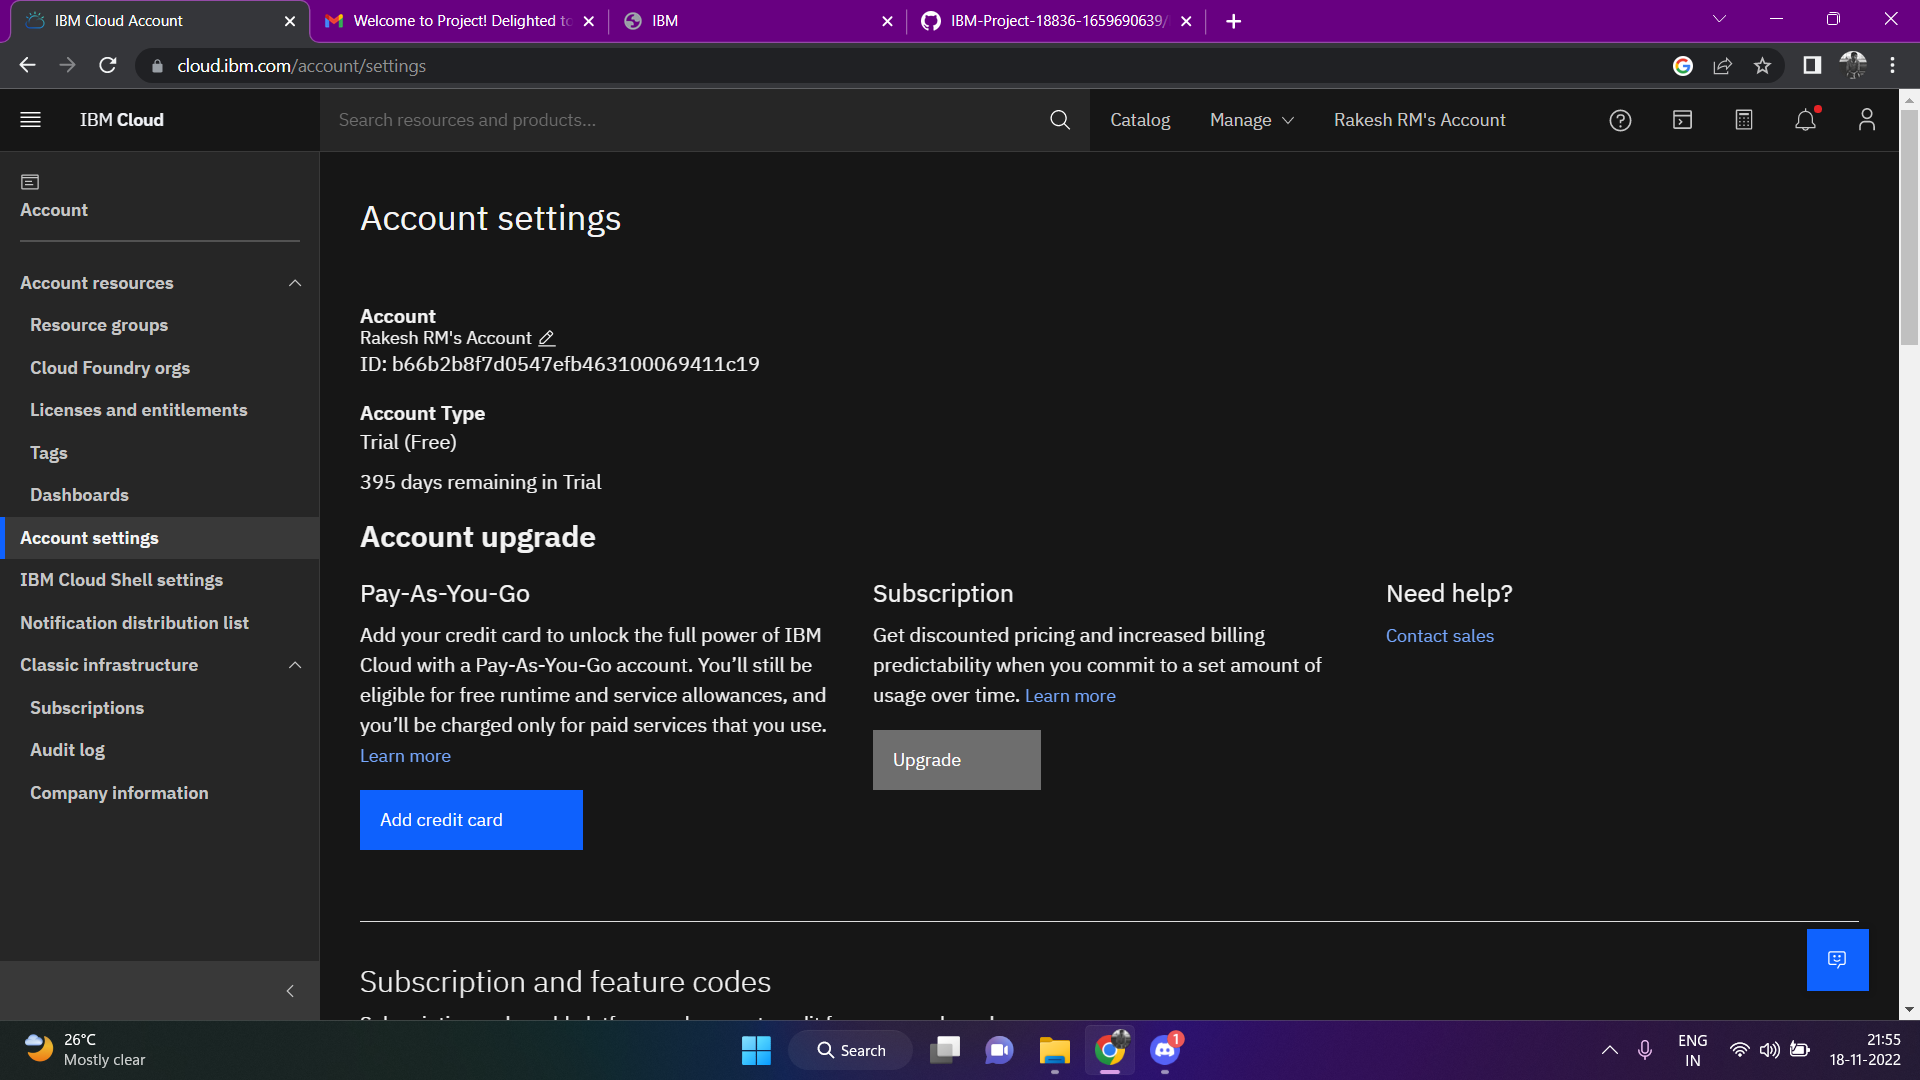 IBM Cloud Account
Welcome to Project! Delighted to
IBM
IBM-Project-18836-1659690639/
cloud.ibm.com/account/settings
IBM Cloud
Search resources and products...
Catalog
Manage
Rakesh RM's Account
Account
Account resources
Resource groups
Cloud Foundry orgs
Licenses and entitlements
Tags
Dashboards
Account settings
IBM Cloud Shell settings
Notification distribution list
Classic infrastructure
Subscriptions
Audit log
Company information
Account settings
Account
Rakesh RM's Account
ID: b66b2b8f7d0547efb463100069411c19
Account Type
Trial (Free)
395 days remaining in Trial
Account upgrade
Pay-As-You-Go
Add your credit card to unlock the full power of IBM
Cloud with a Pay-As-You-Go account. You’ll still be
eligible for free runtime and service allowances, and
you’ll be charged only for paid services that you use.
Learn more
Add credit card
Subscription
Get discounted pricing and increased billing
predictability when you commit to a set amount of
usage over time. Learn more
Upgrade
Need help?
Contact sales
Subscription and feature codes
26°C
Mostly clear
Search
1
ENG
IN
21:55
18-11-2022